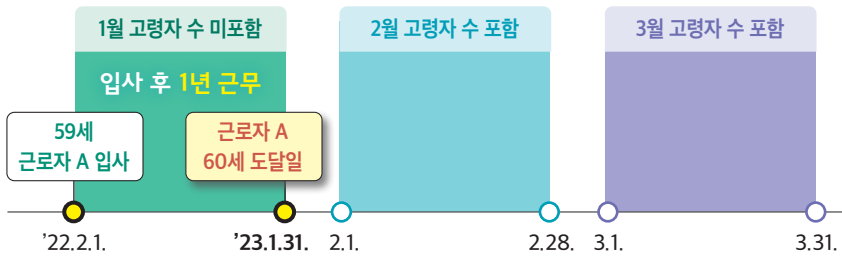 1월 고령자 수 미포함
2월 고령자 수 포함
3월 고령자 수 포함
입사 후 1년 근무
59세
근로자 A 입사
근로자 A
60세 도달일
’22.2.1.
’23.1.31.
2.1.
2.28.
3.1.
3.31.